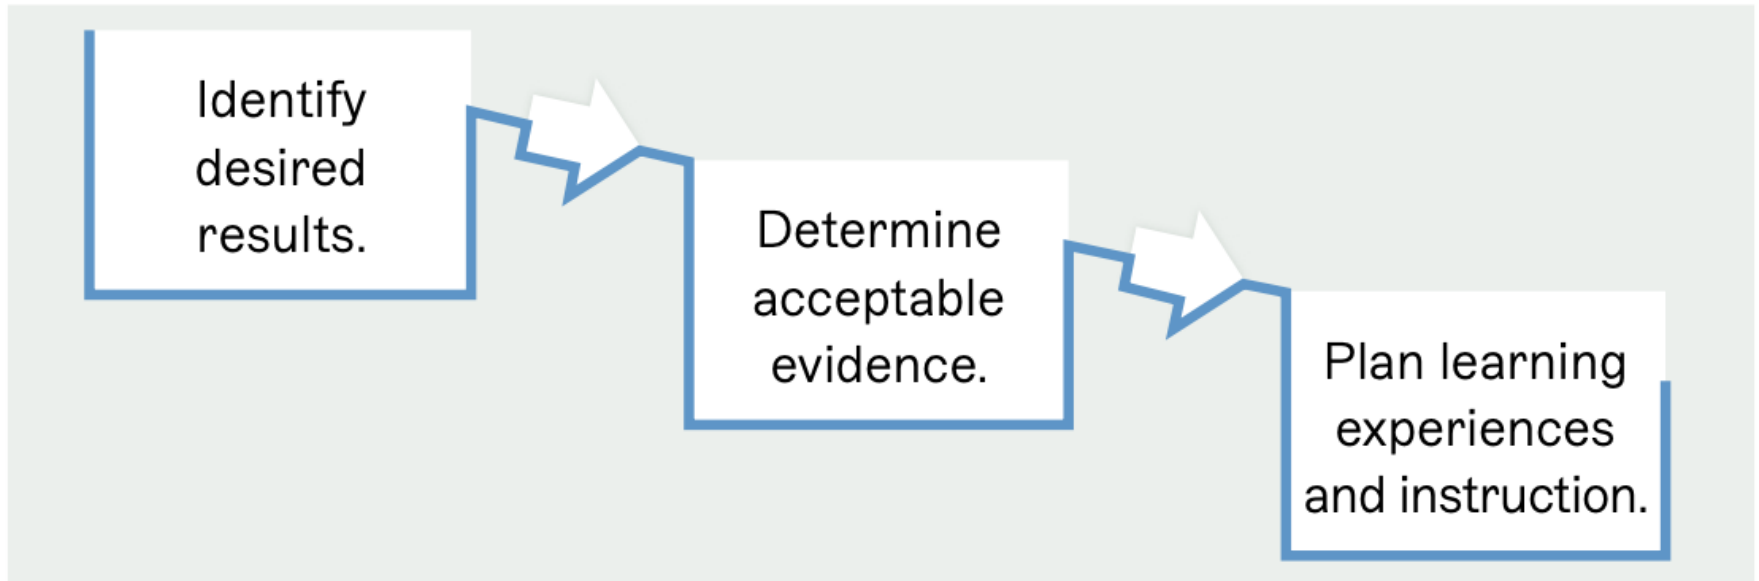 Identify
desired
results.
Determine
acceptable
evidence.
Plan learning
experiences
and instruction.